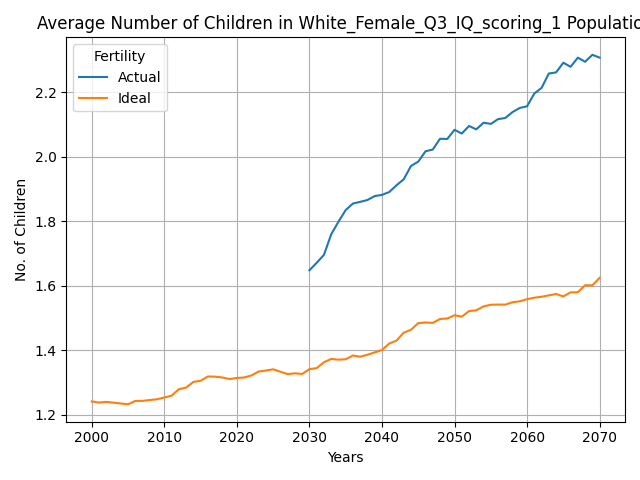 Average Number of Children in White_Female_Q3_IQ_scoring_1 Populatio
Fertility
Actual
Ideal
No. of Children
2.2
2.0
1.8
1.6
1.4
1.2
2000 2010 2020 2030 2040 2050 2060 2070
Years